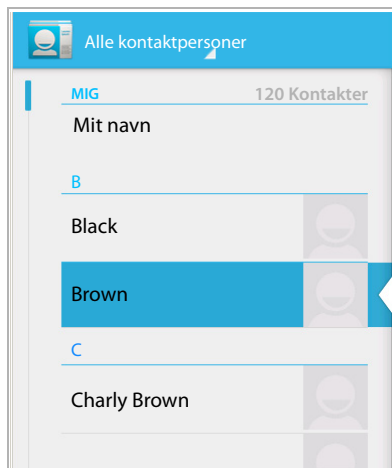 Alle kontaktpersoner
MIG 120 Kontakter
Mit navn
B
Black
Brown
C
Charly Brown